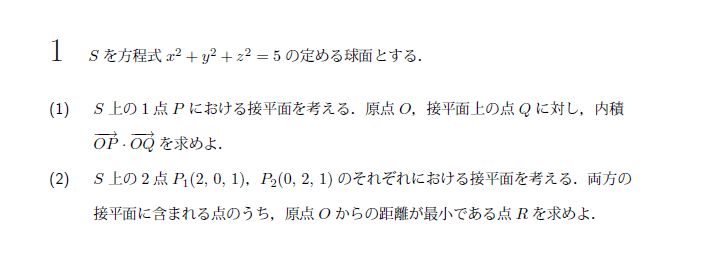 1 S を方程式 x² + y² + z² = 5 の定める球面とする．
(1) S 上の 1 点 P における接平面を考える．原点 O，接平面上の点 Q に対し，内積
$\overrightarrow{OP} \cdot \overrightarrow{OQ}$ を求めよ．
(2) S 上の 2 点 P₁(2, 0, 1)，P₂(0, 2, 1) のそれぞれにおける接平面を考える．両方の
接平面に含まれる点のうち，原点 O からの距離が最小である点 R を求めよ．